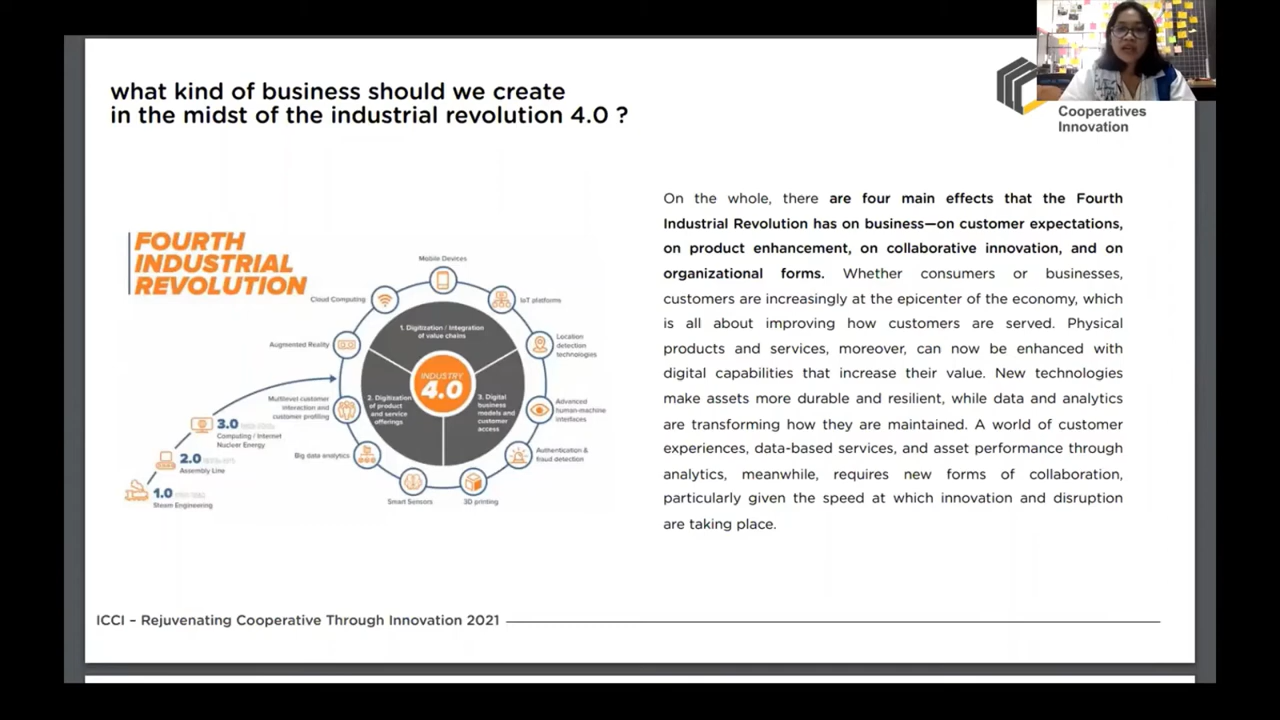 what kind of business should we create
in the midst of the industrial revolution 4.0 ?
Cooperatives
Innovation
FOURTH
INDUSTRIAL
REVOLUTION
Mobile Devices
Cloud Computing
IoT platforms
Augmented Reality
Location
detection
technologies
Multilevel customer
interaction and
customer profiling
Advanced
human-machine
interfaces
Big data analytics
Authentication &
fraud detection
Smart Sensors
3D printing
1. Digitization / Integration
of value chains
2. Digitization
of product
and service
offerings
3. Digital
business
models and
customer
access
INDUSTRY
4.0
3.0
Computing / Internet
Nuclear Energy
2.0
Assembly Line
1.0
Steam Engineering
On the whole, there are four main effects that the Fourth
Industrial Revolution has on business—on customer expectations,
on product enhancement, on collaborative innovation, and on
organizational forms. Whether consumers or businesses,
customers are increasingly at the epicenter of the economy, which
is all about improving how customers are served. Physical
products and services, moreover, can now be enhanced with
digital capabilities that increase their value. New technologies
make assets more durable and resilient, while data and analytics
are transforming how they are maintained. A world of customer
experiences, data-based services, and asset performance through
analytics, meanwhile, requires new forms of collaboration,
particularly given the speed at which innovation and disruption
are taking place.
ICCI – Rejuvenating Cooperative Through Innovation 2021